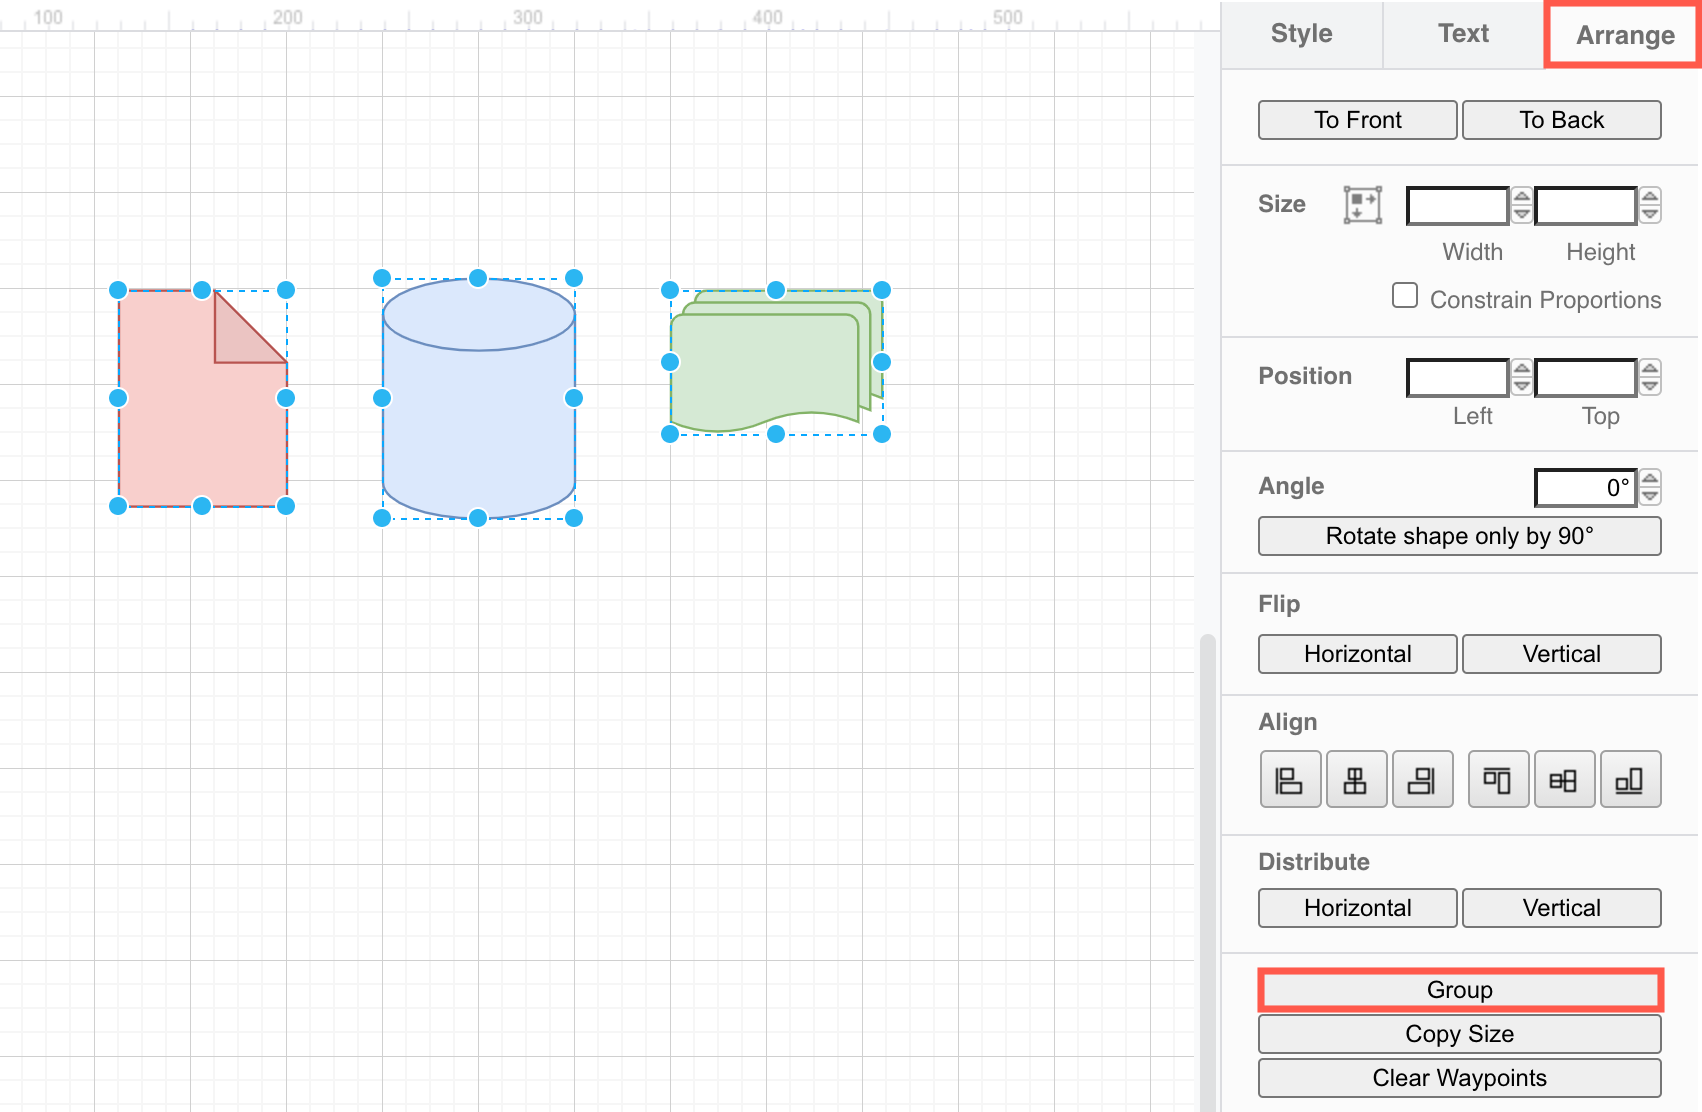 100 200 300 400 500
Style Text Arrange
To Front To Back
Size
Width Height
Constrain Proportions
Position
Left Top
Angle 0°
Rotate shape only by 90°
Flip
Horizontal Vertical
Align
Distribute
Horizontal Vertical
Group
Copy Size
Clear Waypoints